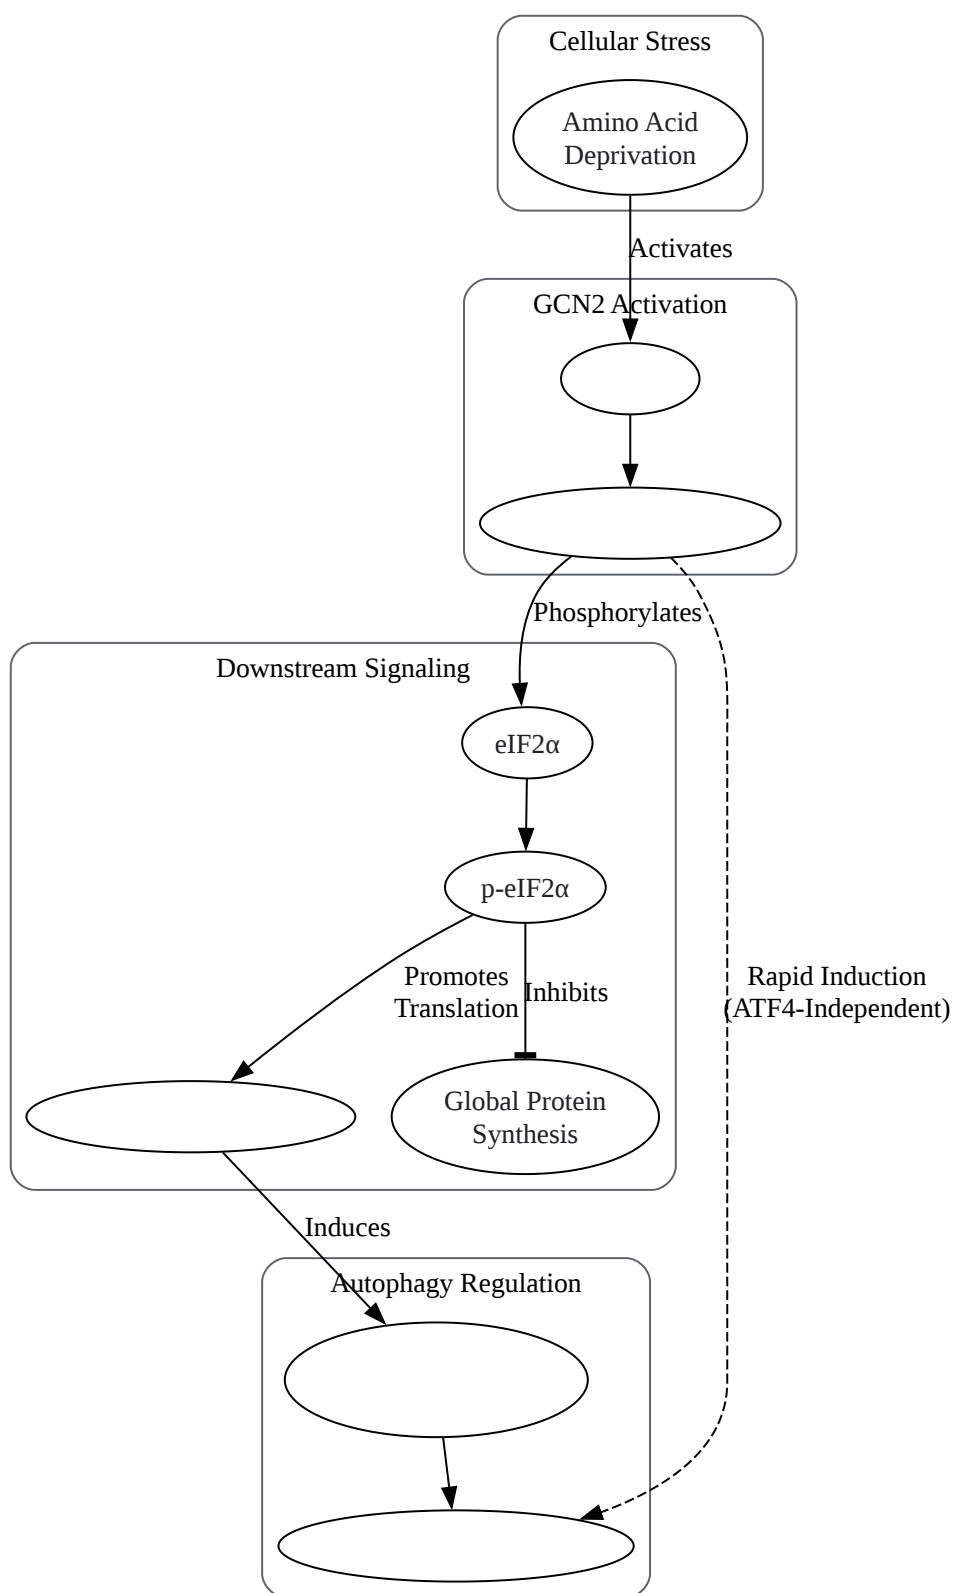 Cellular Stress
Amino Acid
Deprivation
Activates
GCN2 Activation
Phosphorylates
Downstream Signaling
eIF2α
p-eIF2α
Promotes
Translation
Inhibits
Rapid Induction
(ATF4-Independent)
Global Protein
Synthesis
Induces
Autophagy Regulation